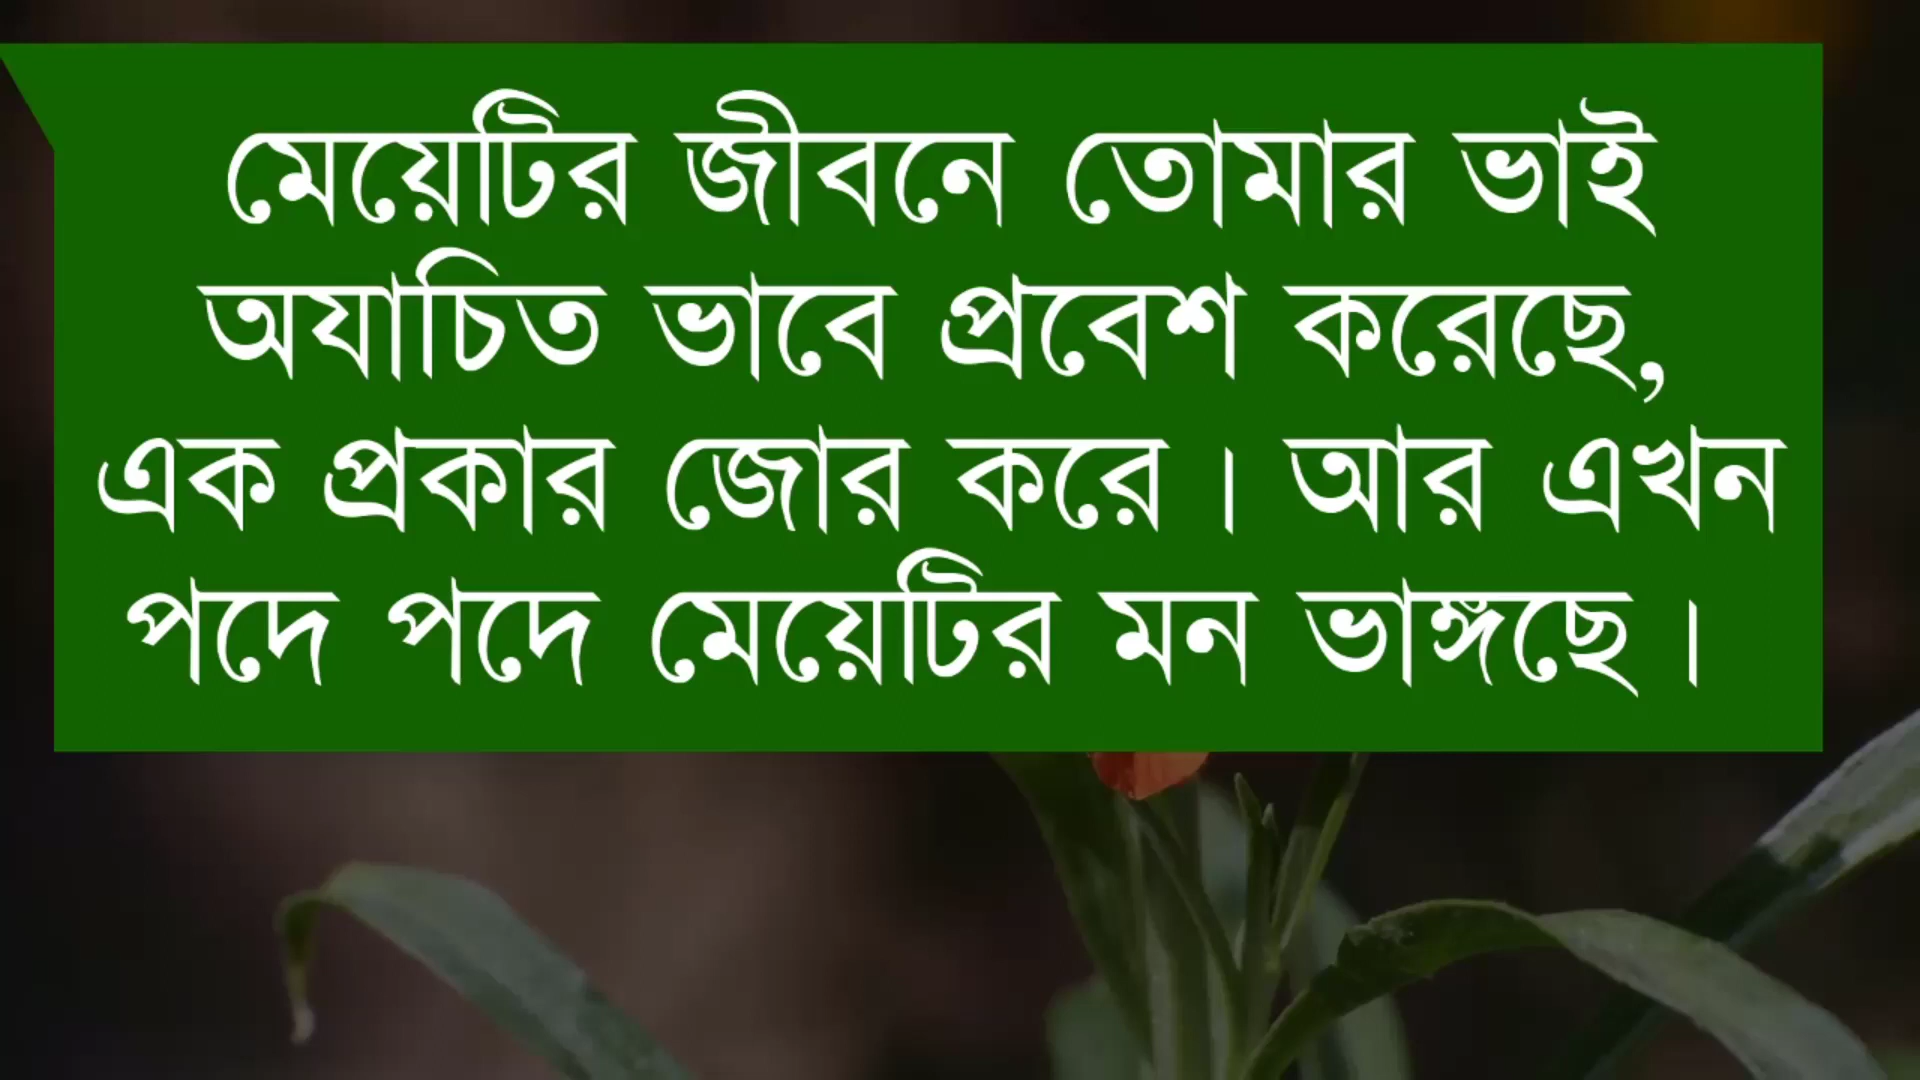 মেয়েটির জীবনে তোমার ভাই
অযাচিত ভাবে প্রবেশ করেছে,
এক প্রকার জোর করে । আর এখন
পদে পদে মেয়েটির মন ভাঙ্গছে ।